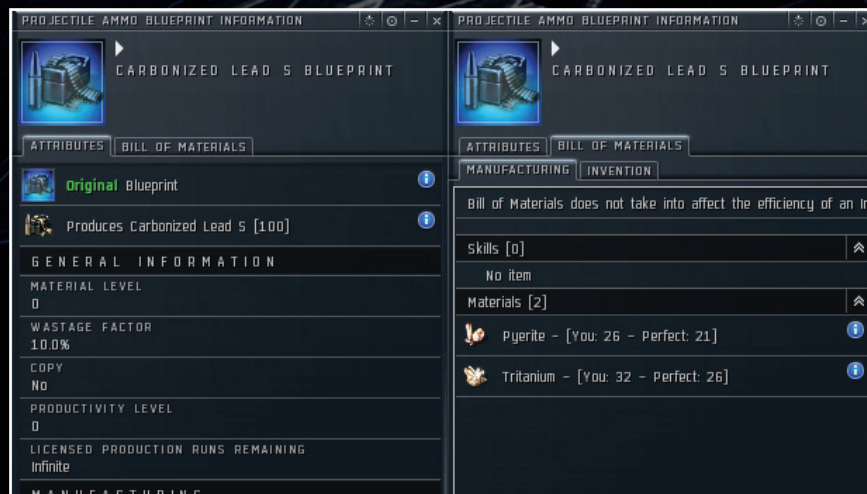 PROJECTILE AMMO BLUEPRINT INFORMATION
CARBONIZED LEAD S BLUEPRINT
ATTRIBUTES
BILL OF MATERIALS
Original Blueprint
Produces Carbonized Lead S [100]
GENERAL INFORMATION
MATERIAL LEVEL
0
WASTAGE FACTOR
10.0%
COPY
No
PRODUCTIVITY LEVEL
0
LICENSED PRODUCTION RUNS REMAINING
Infinite
MANUFACTURING
PROJECTILE AMMO BLUEPRINT INFORMATION
CARBONIZED LEAD S BLUEPRINT
ATTRIBUTES
BILL OF MATERIALS
MANUFACTURING
INVENTION
Bill of Materials does not take into affect the efficiency of an
Skills [0]
No item
Materials [2]
Pyerite - [You: 26 - Perfect: 21]
Tritanium - [You: 32 - Perfect: 26]